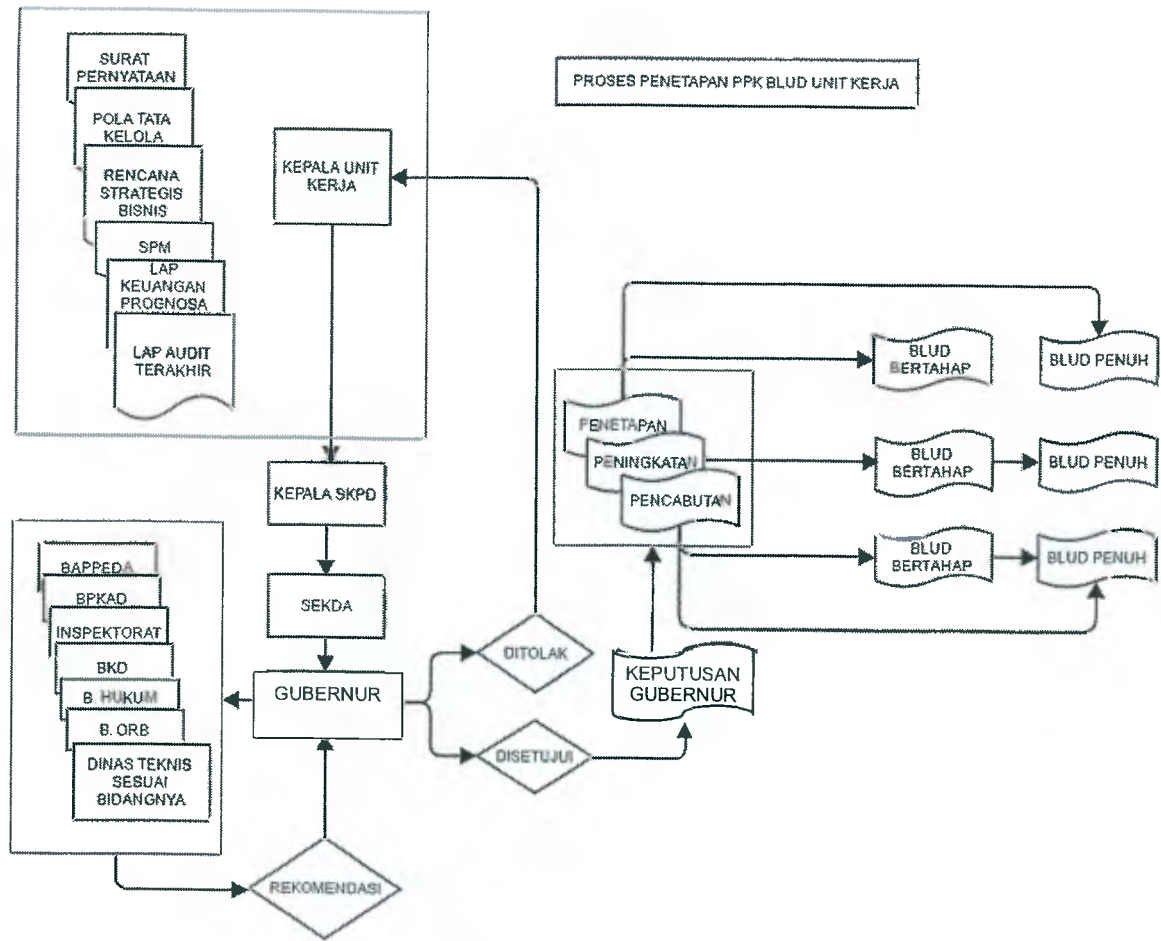 PROSES PENETAPAN PPK BLUD UNIT KERJA
SURAT
PERNYATAAN
POLA TATA
KELOLA
RENCANA
STRATEGIS
BISNIS
SPM
LAP
KEUANGAN
PROGNOSA
LAP AUDIT
TERAKHIR
KEPALA UNIT
KERJA
KEPALA SKPD
SEKDA
GUBERNUR
BAPPEDA
BPKAD
INSPEKTORAT
BKD
B. HUKUM
B. ORB
DINAS TEKNIS
SESUAI
BIDANGNYA
REKOMENDASI
DITOLAK
DISETUJUI
KEPUTUSAN
GUBERNUR
PENETAPAN
PENINGKATAN
PENCABUTAN
BLUD
BERTAHAP
BLUD PENUH
BLUD
BERTAHAP
BLUD PENUH
BLUD
BERTAHAP
BLUD PENUH